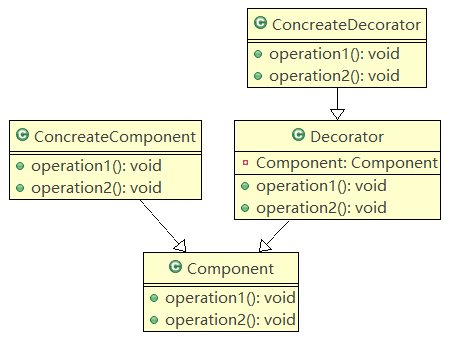 ConcreateDecorator
operation1(): void
operation2(): void
ConcreateComponent
operation1(): void
operation2(): void
Decorator
Component: Component
operation1(): void
operation2(): void
Component
operation1(): void
operation2(): void